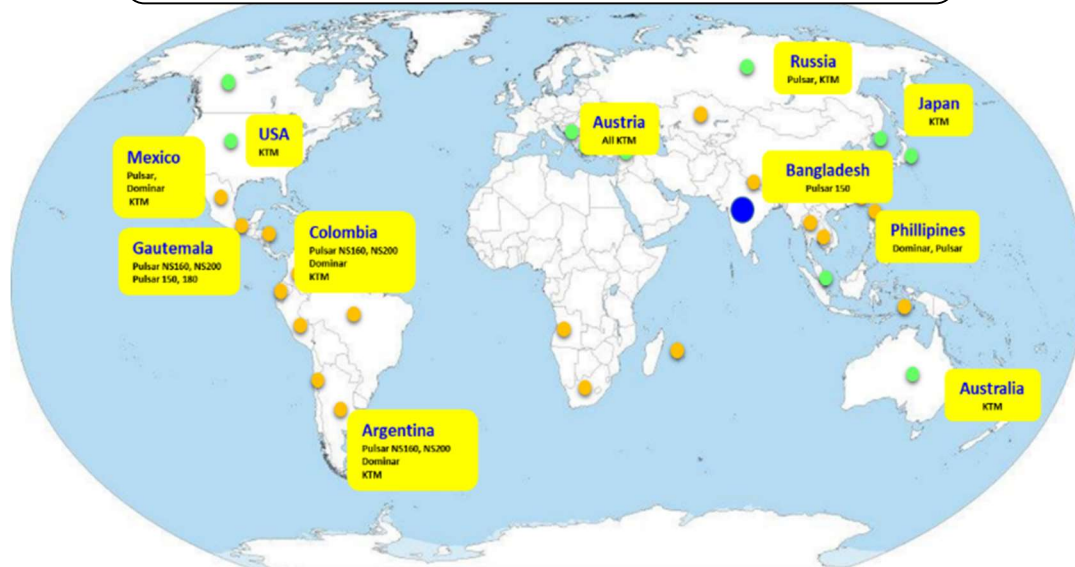 Russia
Pulsar, KTM
Japan
KTM
USA
KTM
Austria
All KTM
Mexico
Pulsar,
Dominar
KTM
Bangladesh
Pulsar 150
Gautemala
Pulsar NS160, NS200
Pulsar 150, 180
Colombia
Pulsar NS160, NS200
Dominar
KTM
Phillipines
Dominar, Pulsar
Australia
KTM
Argentina
Pulsar NS160, NS200
Dominar
KTM